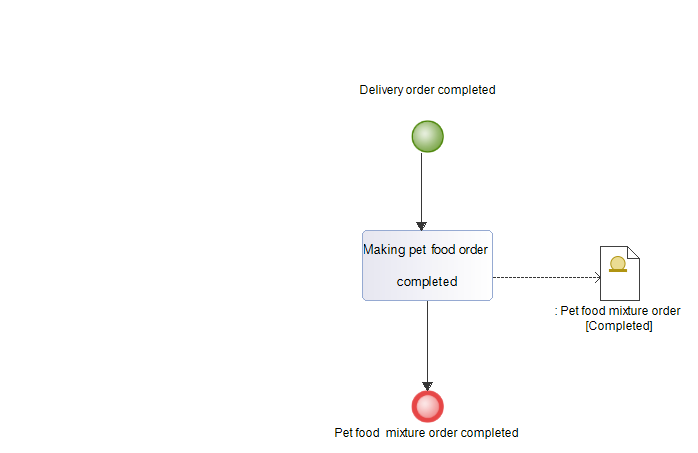 Delivery order completed
Making pet food order
completed
: Pet food mixture order
[Completed]
Pet food mixture order completed